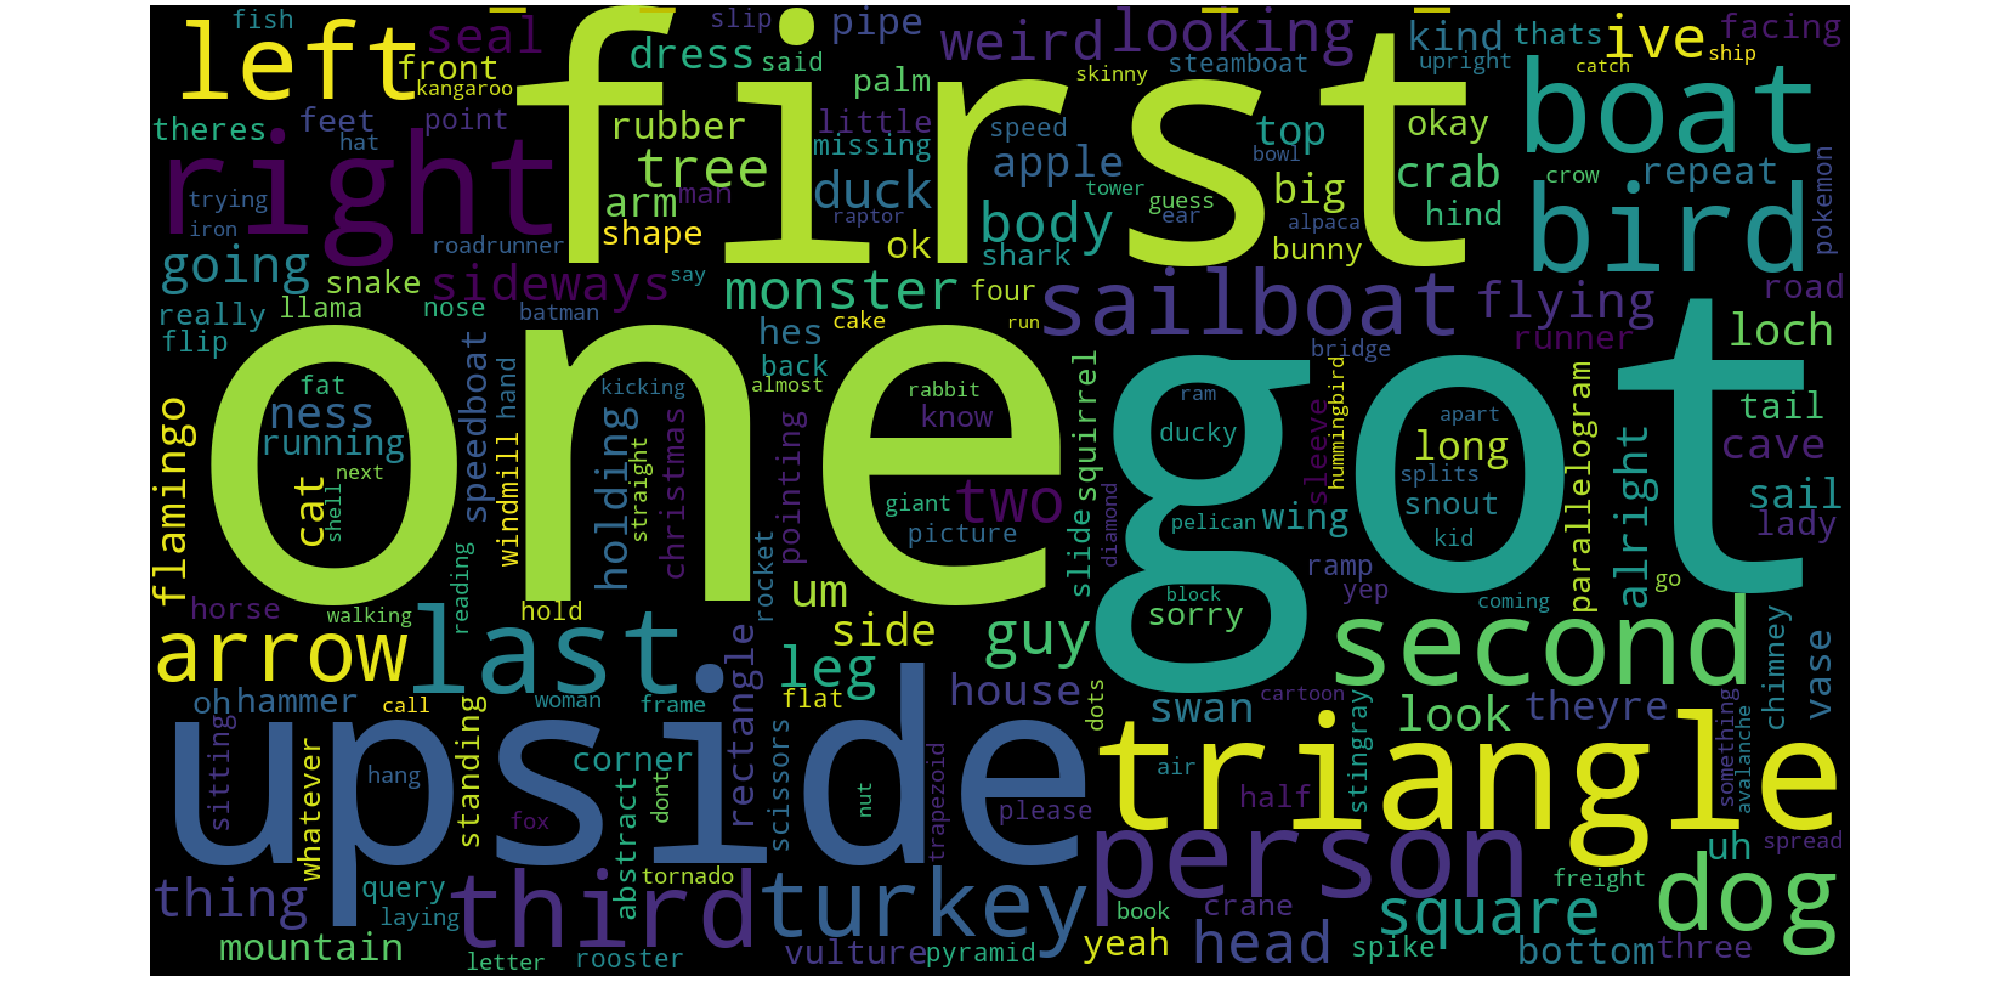 fish
left
seal
front
kangaroo
first
slip
pipe
dress
said
palm
weird
looking
skinny
steamboat
kind
upright
thats
catch
ive
ship
facing
theres
feet
hat
point
right
rubber
tree
little
missing
speed
apple
top
bowl
okay
boat
crab
crow
repeat
pokemon
trying
iron
arm
man
shape
duck
raptor
ok
body
tower
guess
ear
big
alpaca
bunny
hind
bird
roadrunner
going
snake
sideways
say
monster
shark
four
sailboat
flying
road
really
llama
nose
flip
batman
hes
cake
run
back
almost
bridge
runner
loch
one
got
fat
ness
running
next
cat
shell
flamingo
speedboat
hand
windmill
kicking
holding
straight
christmas
pointing
rabbit
know
giant
two
picture
rocket
squirrel
slide
diamond
ram
ducky
pelican
wing
sleeve
hummingbird
apart
long
splits
snout
kid
parallelogram
alright
tail
cave
sail
lady
horse
walking
reading
hold
um
side
block
sorry
ramp
yep
coming
go
arrow
last
guy
second
oh
hammer
call
woman
frame
rectangle
leg
flat
house
dots
swan
cartoon
look
theyre
chimney
vase
upside
triangle
sitting
whatever
hang
standing
corner
fox
abstract
dont
scissors
nut
trapezoid
please
air
half
stingray
something
avalanche
person
uh
spread
thing
query
laying
third
tornado
turkey
book
crane
square
freight
dog
mountain
letter
rooster
vulture
pyramid
yeah
head
spike
bottom
three